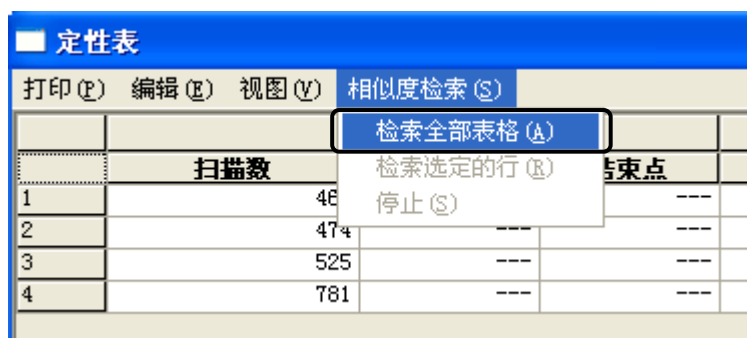 定性表
打印(P) 编辑(E) 视图(V) 相似度检索(S)
检索全部表格(A)
扫描数 检索选定的行(R) 结束点
1 46 ---
停止(S)
2 474 --- ---
3 525 --- ---
4 781 --- ---